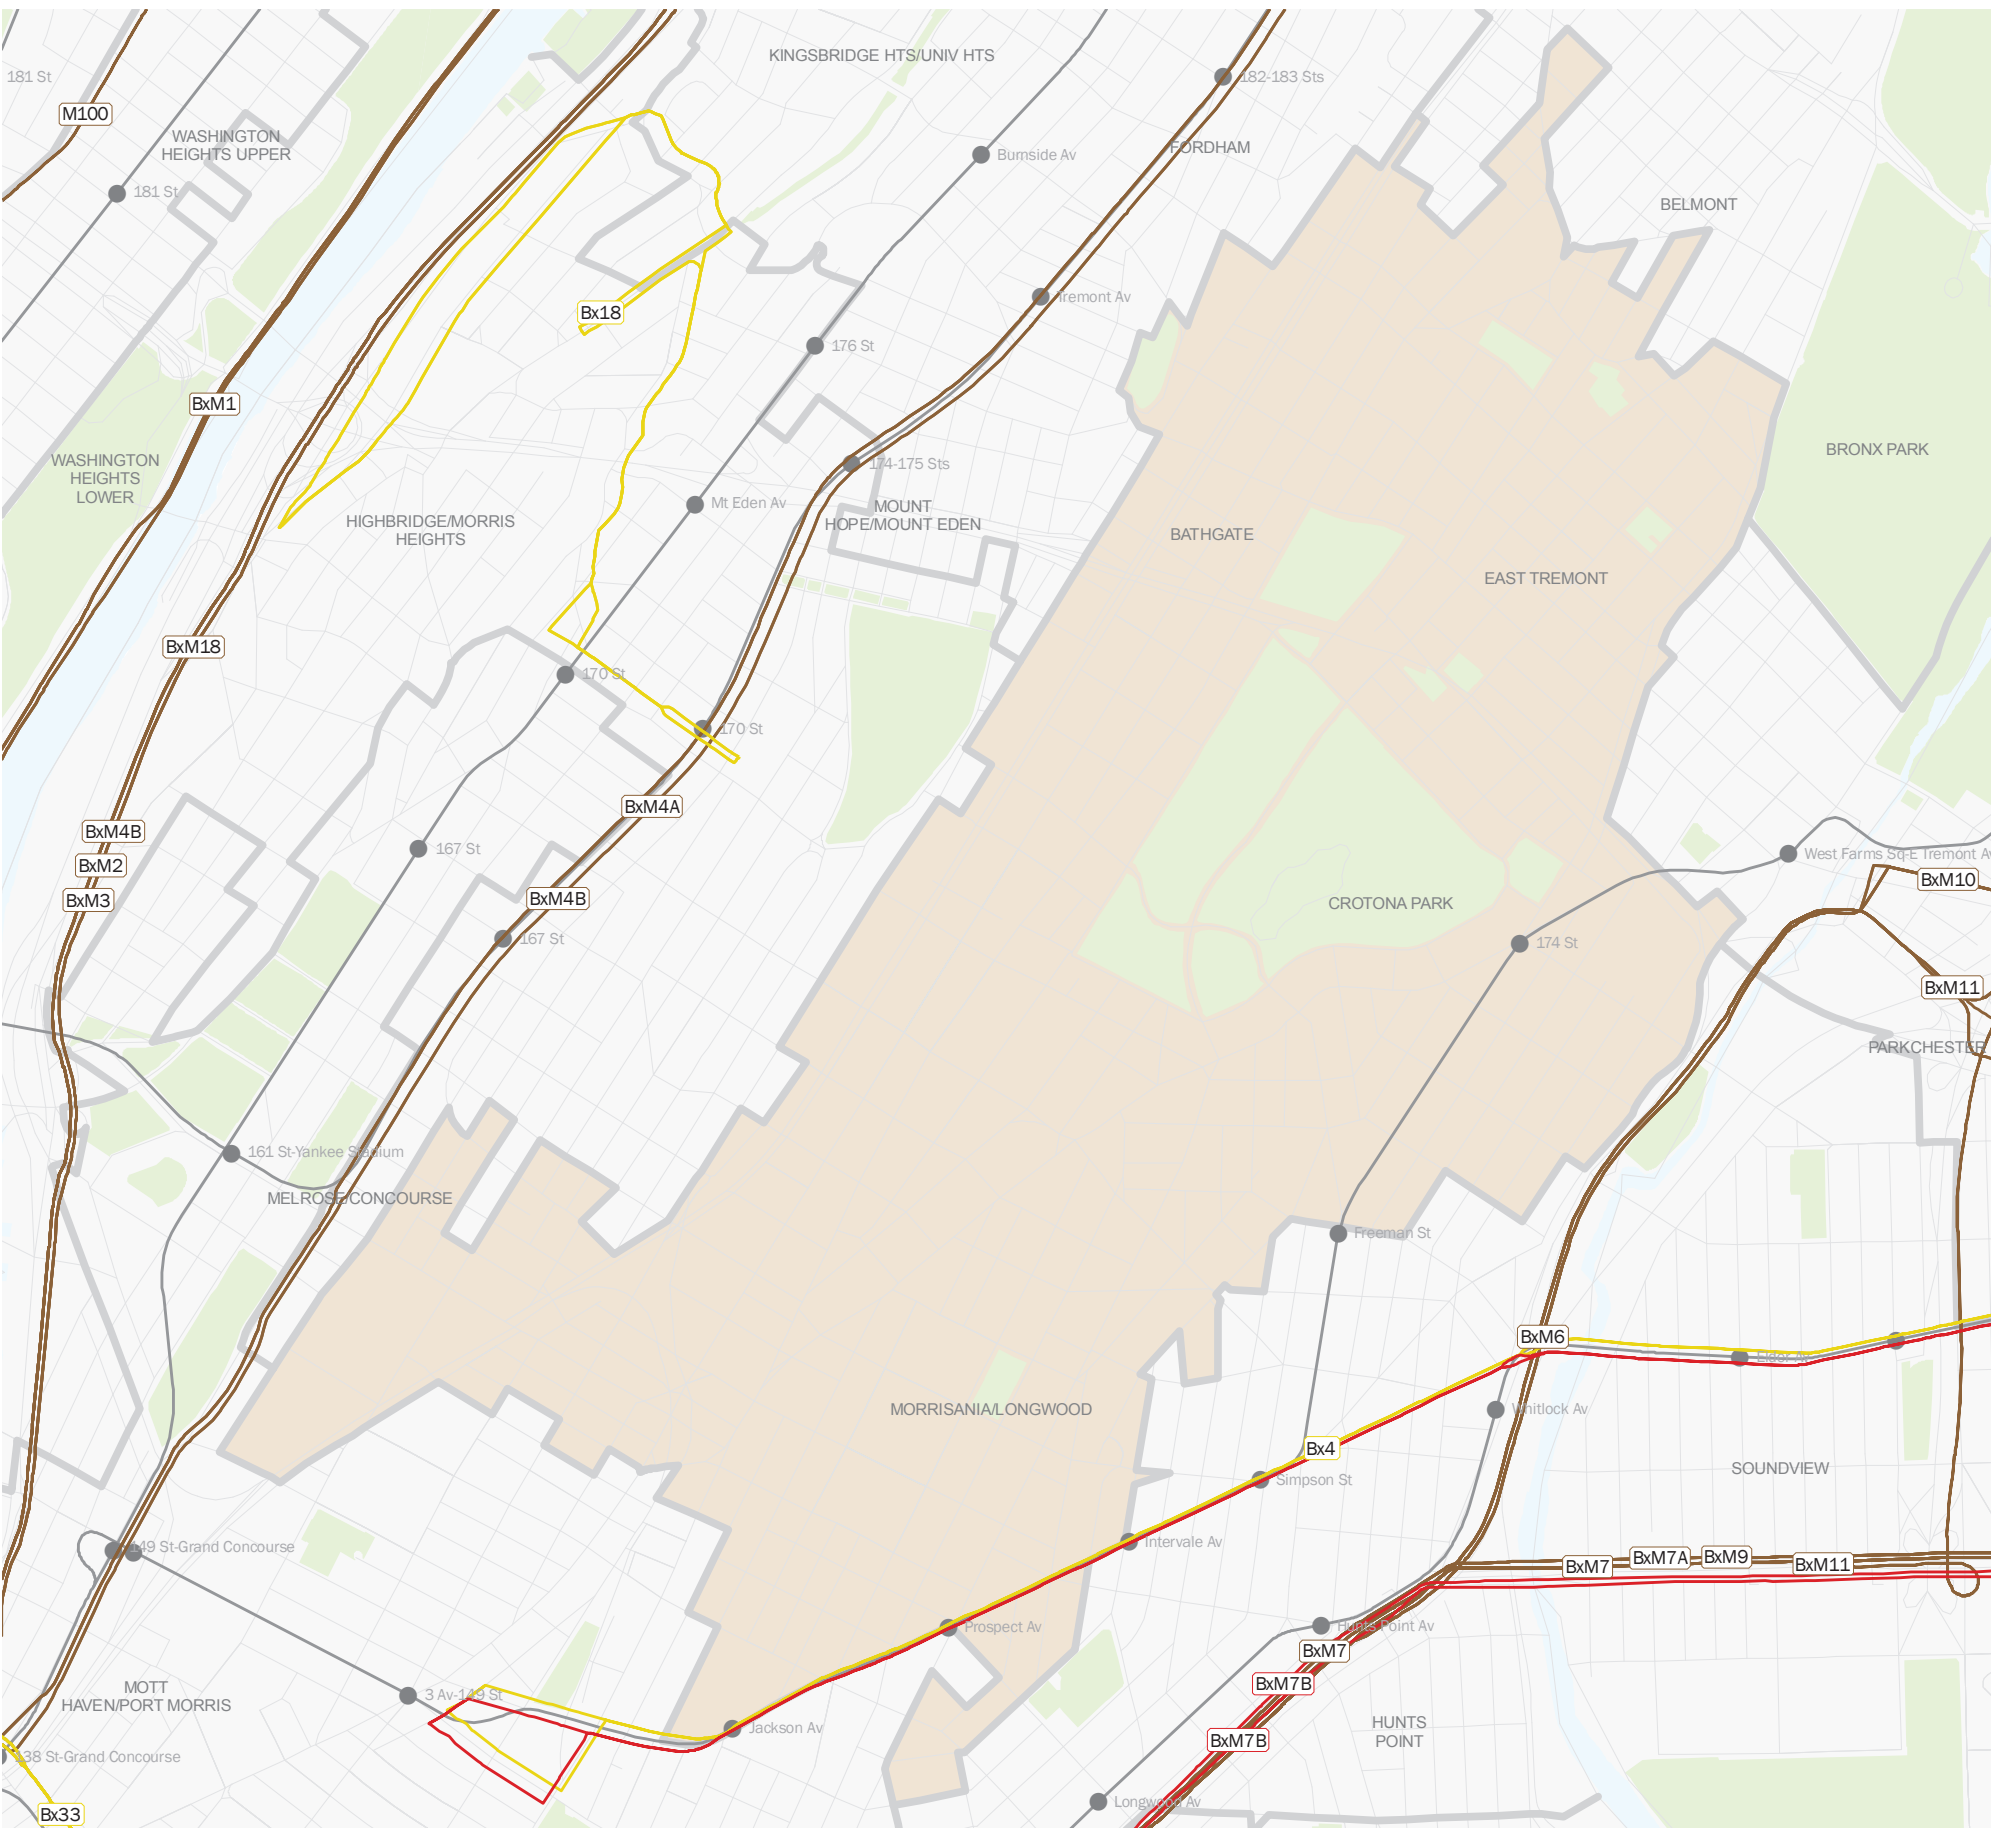 KINGSBRIDGE HTS/UNIV HTS
181 St
182-183 Sts
M100
WASHINGTON
HEIGHTS UPPER
FORDHAM
Burnside Av
181 St
BELMONT
Tremont Av
Bx18
176 St
BxM1
BRONX PARK
WASHINGTON
HEIGHTS
LOWER
174-175 Sts
Mt Eden Av
MOUNT
HOPE/MOUNT EDEN
HIGHBRIDGE/MORRIS
HEIGHTS
BATHGATE
EAST TREMONT
BxM18
170 St
170 St
BxM4A
BxM4B
167 St
West Farms Sq-E Tremont Av
BxM2
BxM10
BxM3
BxM4B
CROTONA PARK
167 St
174 St
BxM11
PARKCHESTER
161 St-Yankee Stadium
MELROSE/CONCOURSE
Freeman St
BxM6
Elder Av
MORRISANIA/LONGWOOD
Whitlock Av
Bx4
SOUNDVIEW
Simpson St
149 St-Grand Concourse
Intervale Av
BxM7
BxM7A
BxM9
BxM11
Prospect Av
Hunts Point Av
BxM7
BxM7B
MOTT
HAVEN/PORT MORRIS
3 Av-149 St
Jackson Av
HUNTS
POINT
BxM7B
138 St-Grand Concourse
Longwood Av
Bx33